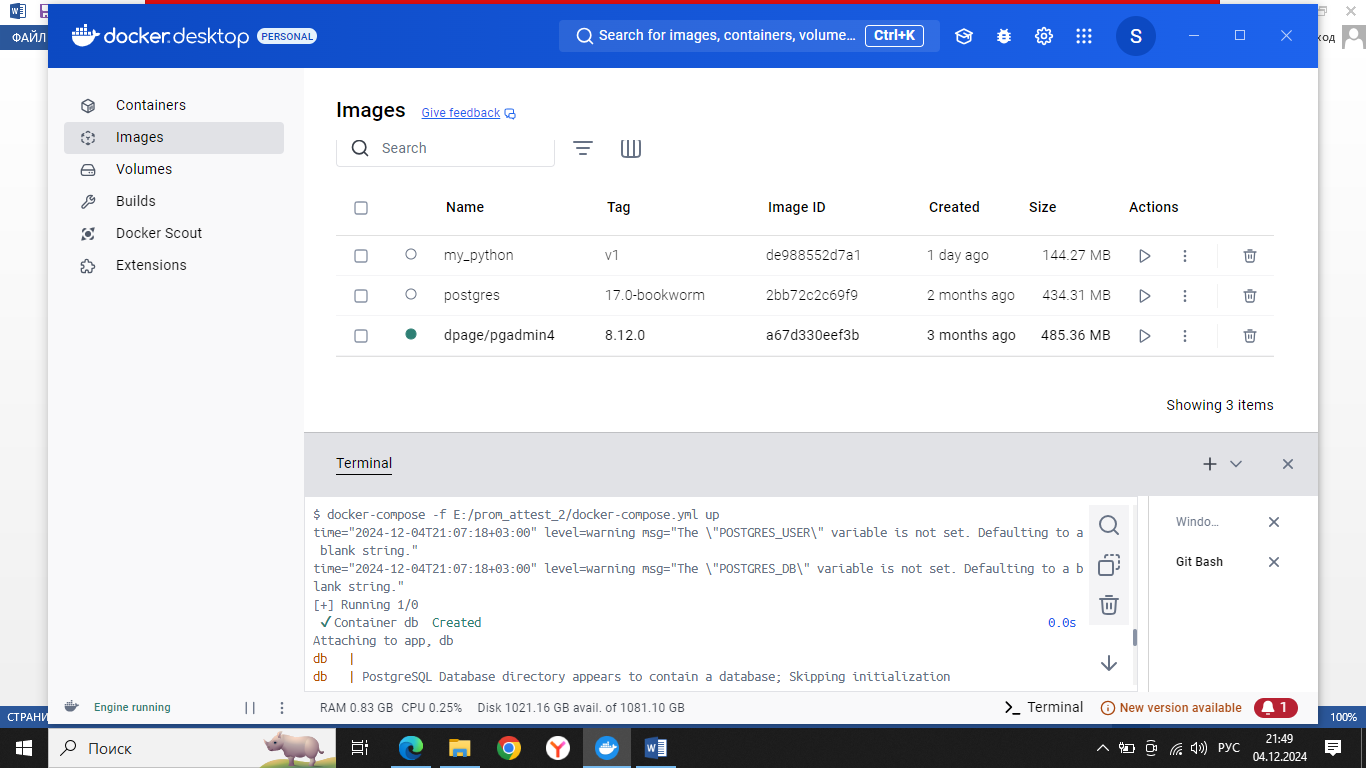 ФАЙЛ
docker.desktop PERSONAL
Search for images, containers, volume... Ctrl+K
S
ход
Containers
Images
Volumes
Builds
Docker Scout
Extensions
Images Give feedback
Search
Name Tag Image ID Created Size Actions
my_python v1 de988552d7a1 1 day ago 144.27 MB
postgres 17.0-bookworm 2bb72c2c69f9 2 months ago 434.31 MB
dpage/pgadmin4 8.12.0 a67d330eef3b 3 months ago 485.36 MB
Showing 3 items
Terminal
$ docker-compose -f E:/prom_attest_2/docker-compose.yml up
time="2024-12-04T21:07:18+03:00" level=warning msg="The \"POSTGRES_USER\" variable is not set. Defaulting to a
blank string."
time="2024-12-04T21:07:18+03:00" level=warning msg="The \"POSTGRES_DB\" variable is not set. Defaulting to a b
lank string."
[+] Running 1/0
✓Container db Created 0.0s
Attaching to app, db
db |
db | PostgreSQL Database directory appears to contain a database; Skipping initialization
Windo...
Git Bash
Engine running
RAM 0.83 GB CPU 0.25% Disk 1021.16 GB avail. of 1081.10 GB
Terminal
New version available
1
СТРАНИ
100%
Поиск
РУС
21:49
04.12.2024